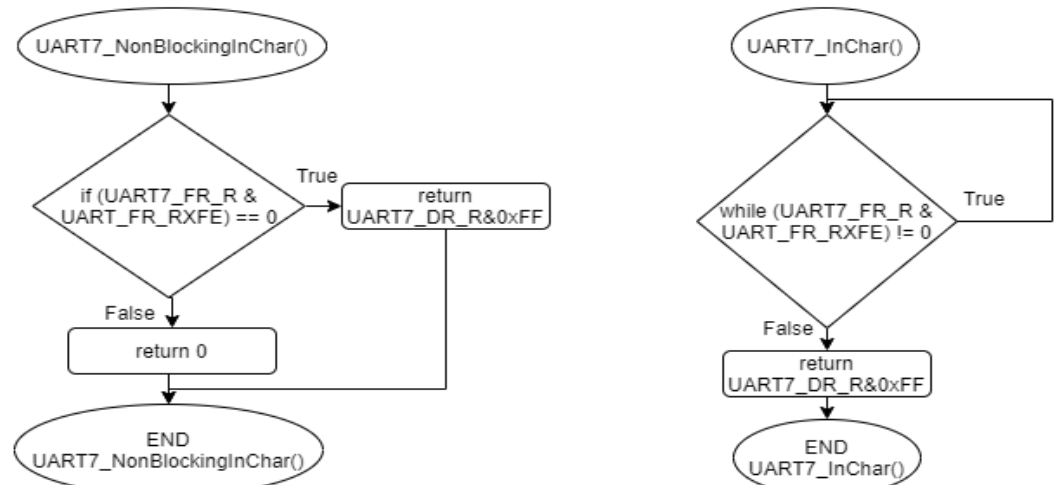 UART7_NonBlockingInChar()
if (UART7_FR_R &
UART_FR_RXFE) == 0
True
return
UART7_DR_R&0xFF
False
return 0
END
UART7_NonBlockingInChar()
UART7_InChar()
while (UART7_FR_R &
UART_FR_RXFE) != 0
True
False
return
UART7_DR_R&0xFF
END
UART7_InChar()